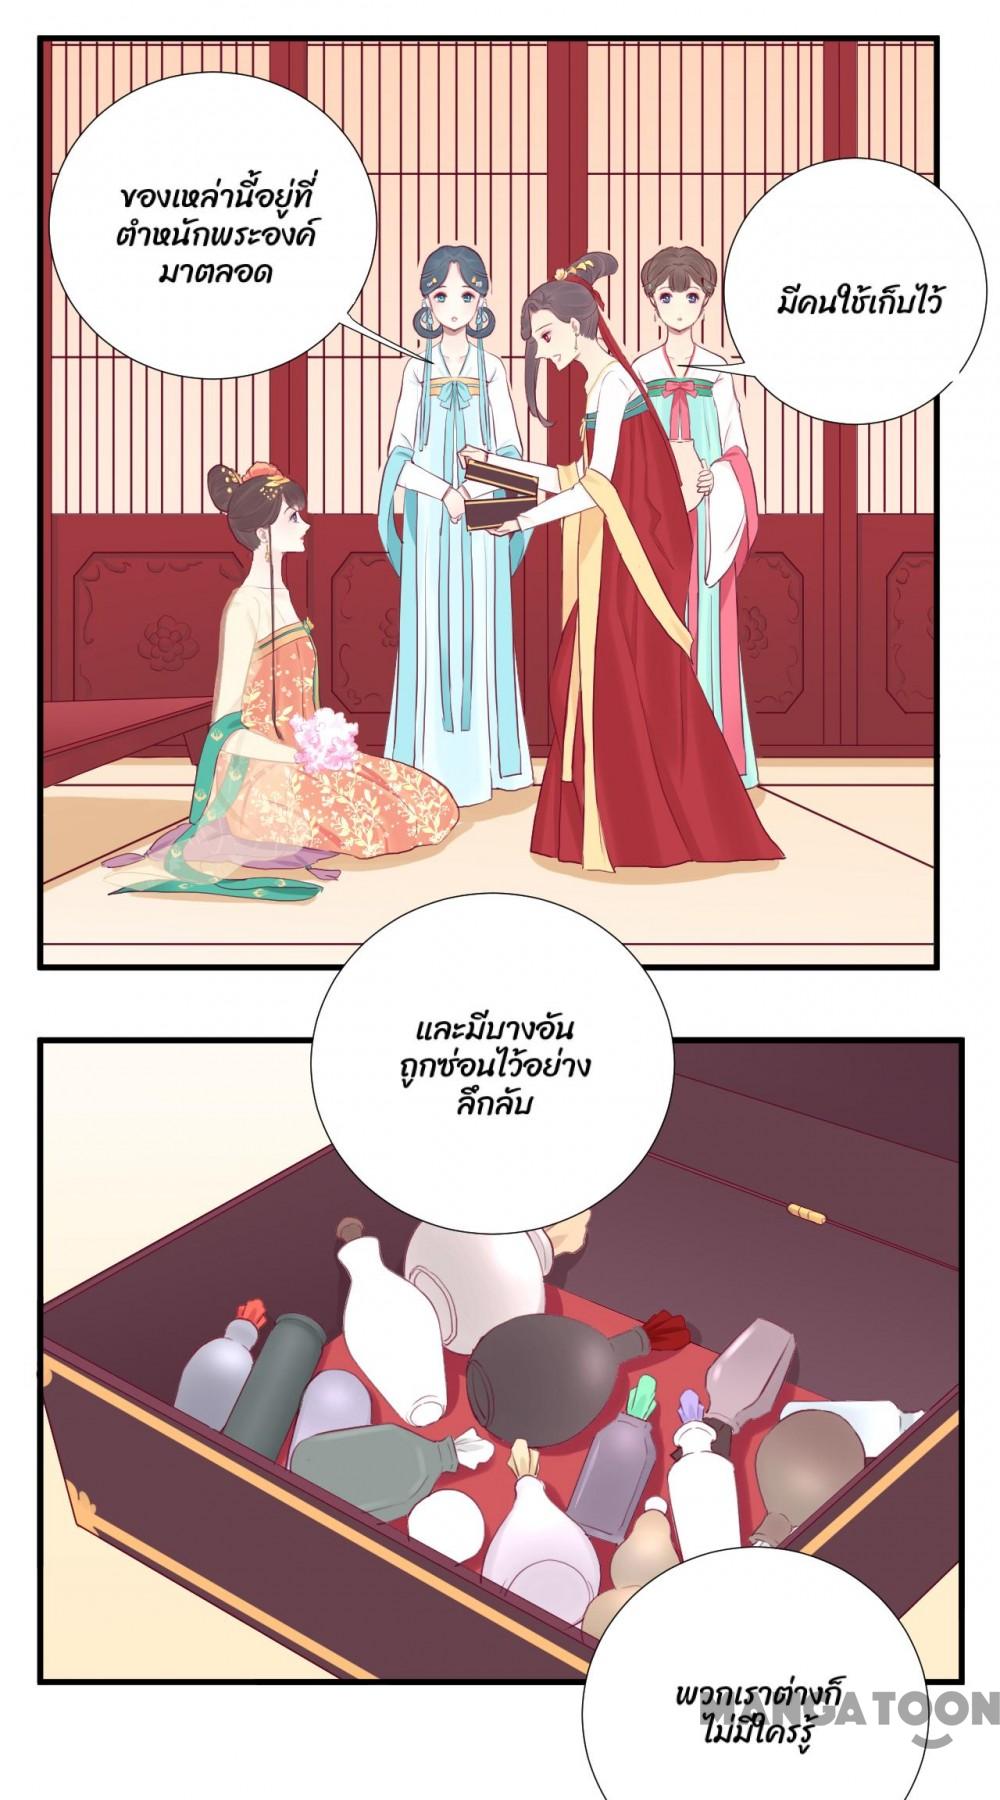 ของเหล่านี้อยู่ที่
ตำหนักพระองค์
มาตลอด
มีคนใช้เก็บไว้
และมีบางอัน
ถูกซ่อนไว้อย่าง
ลึกลับ
พวกเราต่างก็
ไม่มีใครรู้
MANGATOON